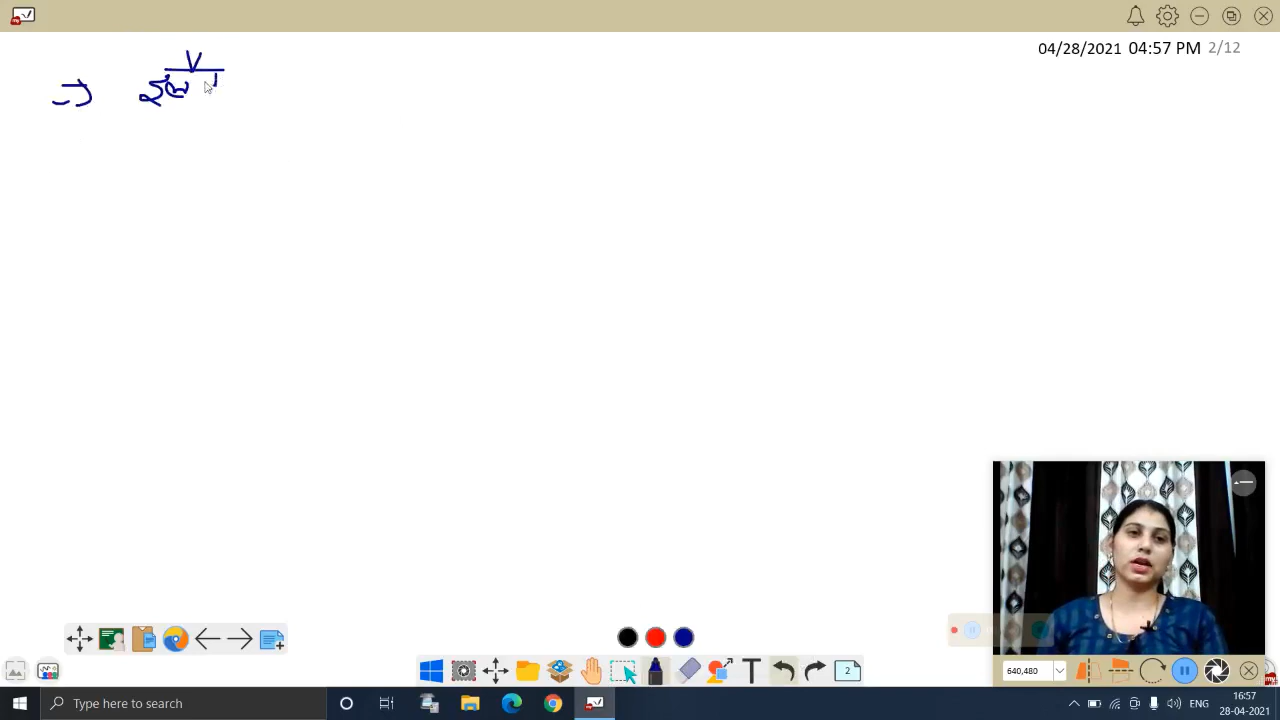 04/28/2021 04:57 PM 2/12
⇒ V
2
640,480
Type here to search
ENG
16:57
28-04-2021